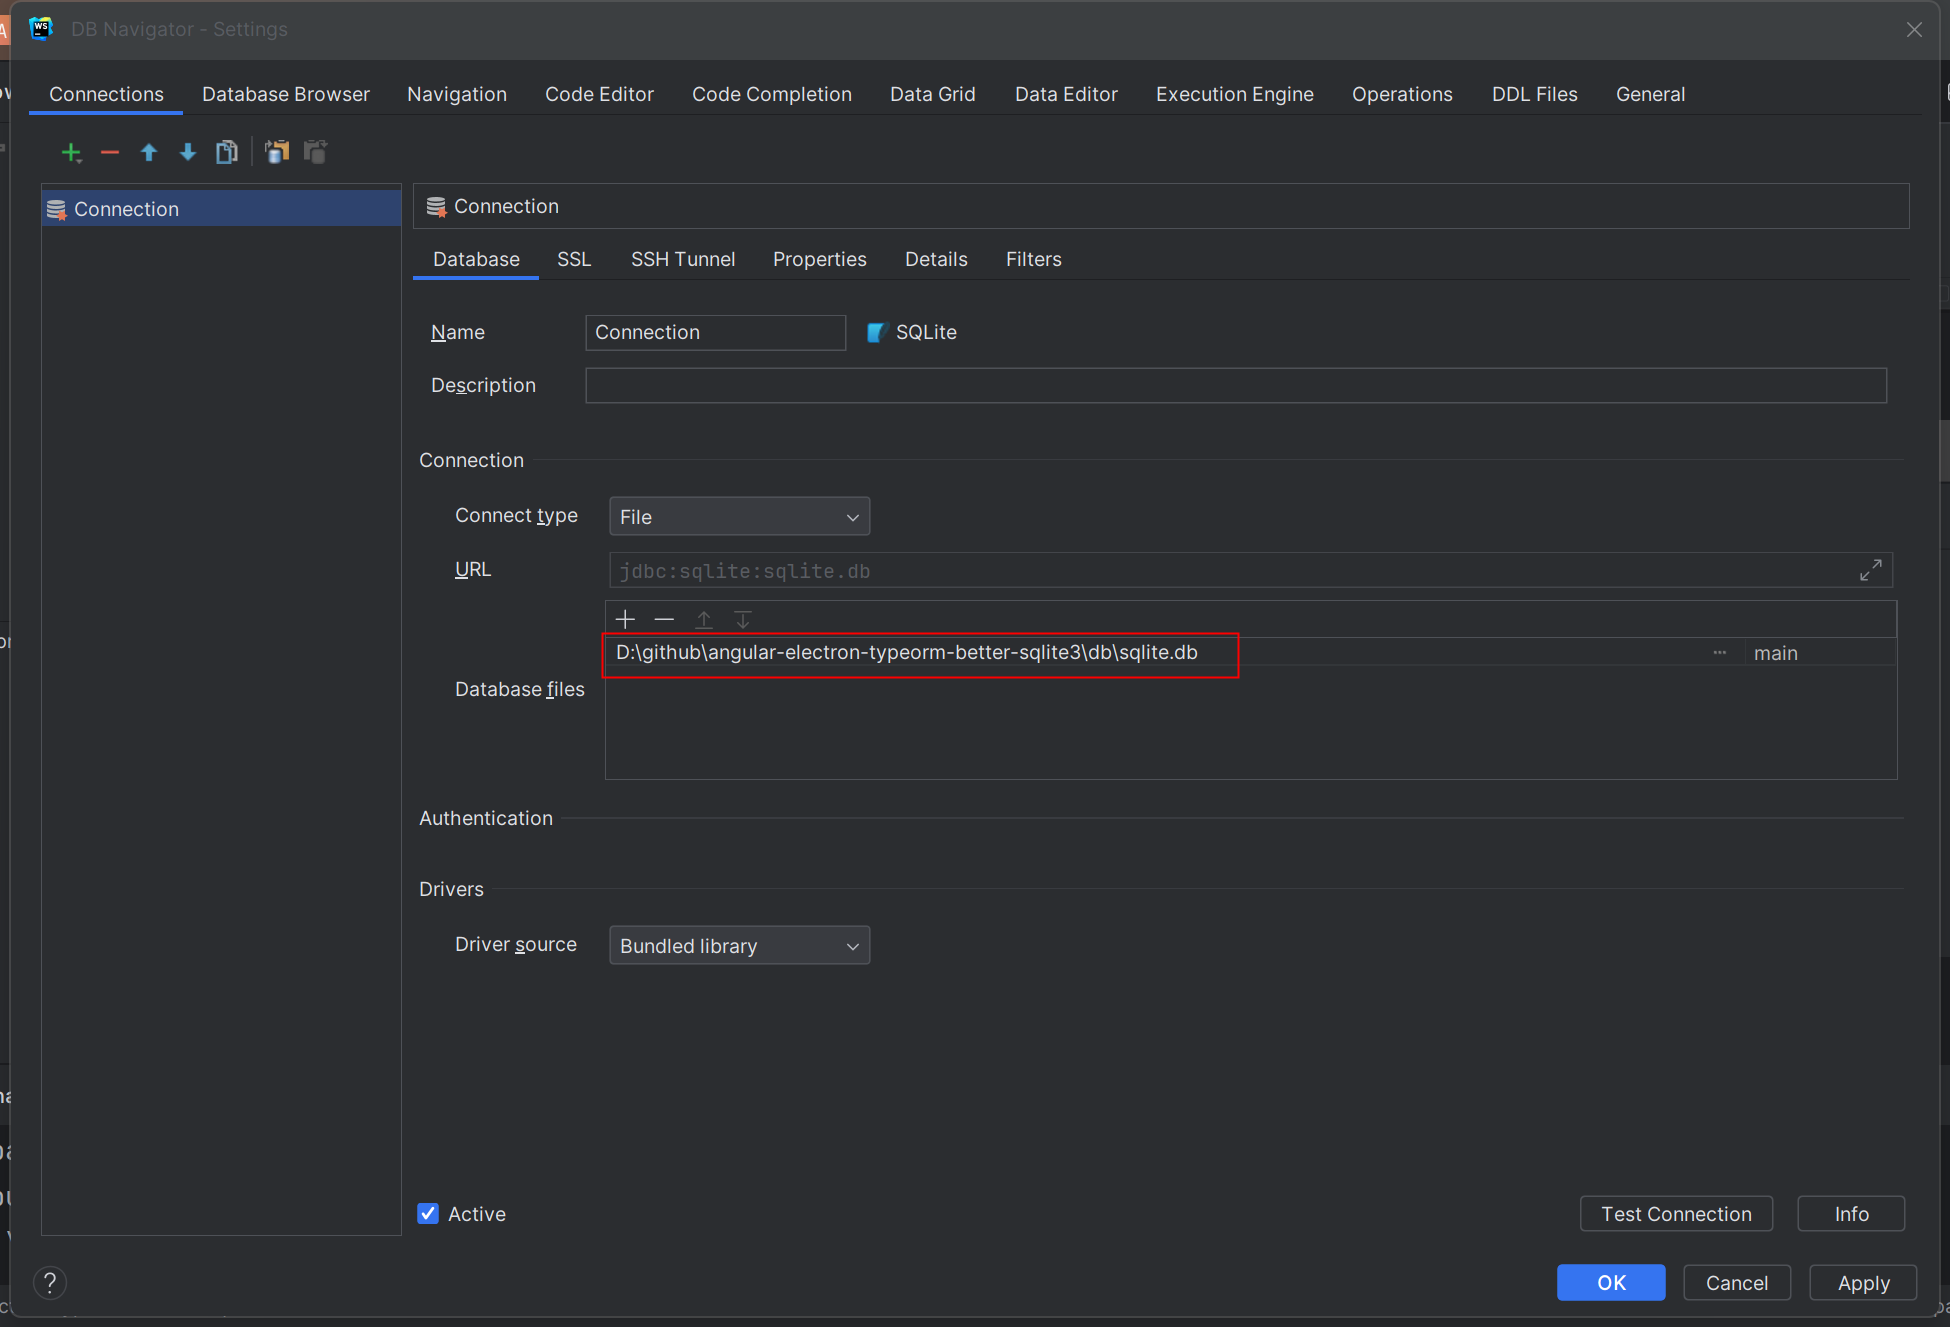 DB Navigator - Settings
Connections Database Browser Navigation Code Editor Code Completion Data Grid Data Editor Execution Engine Operations DDL Files General
Connection
Connection
Database SSL SSH Tunnel Properties Details Filters
Name Connection SQLite
Description
Connection
Connect type File
URL jdbc:sqlite:sqlite.db
D:\github\angular-electron-typeorm-better-sqlite3\db\sqlite.db ... main
Database files
Authentication
Drivers
Driver source Bundled library
Active Test Connection Info
? OK Cancel Apply